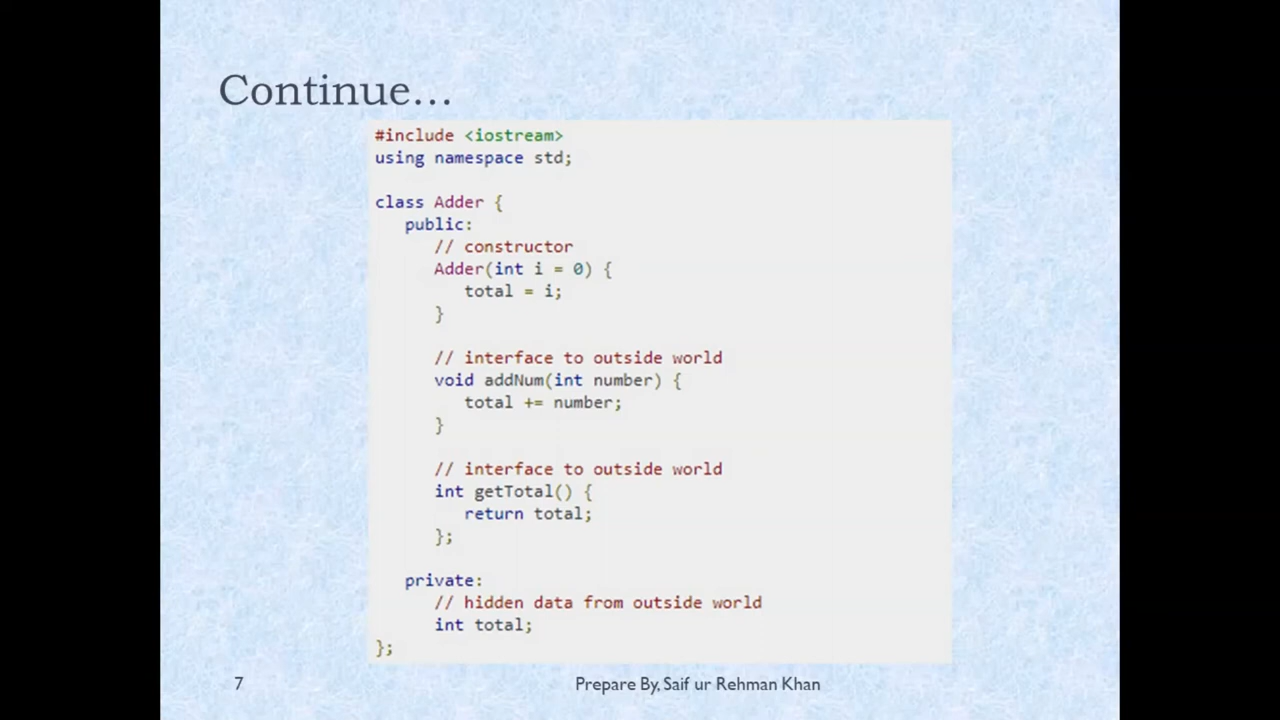 Continue...
#include <iostream>
using namespace std;
class Adder {
public:
// constructor
Adder(int i = 0) {
total = i;
}
// interface to outside world
void addNum(int number) {
total += number;
}
// interface to outside world
int getTotal() {
return total;
};
private:
// hidden data from outside world
int total;
};
7
Prepare By, Saif ur Rehman Khan